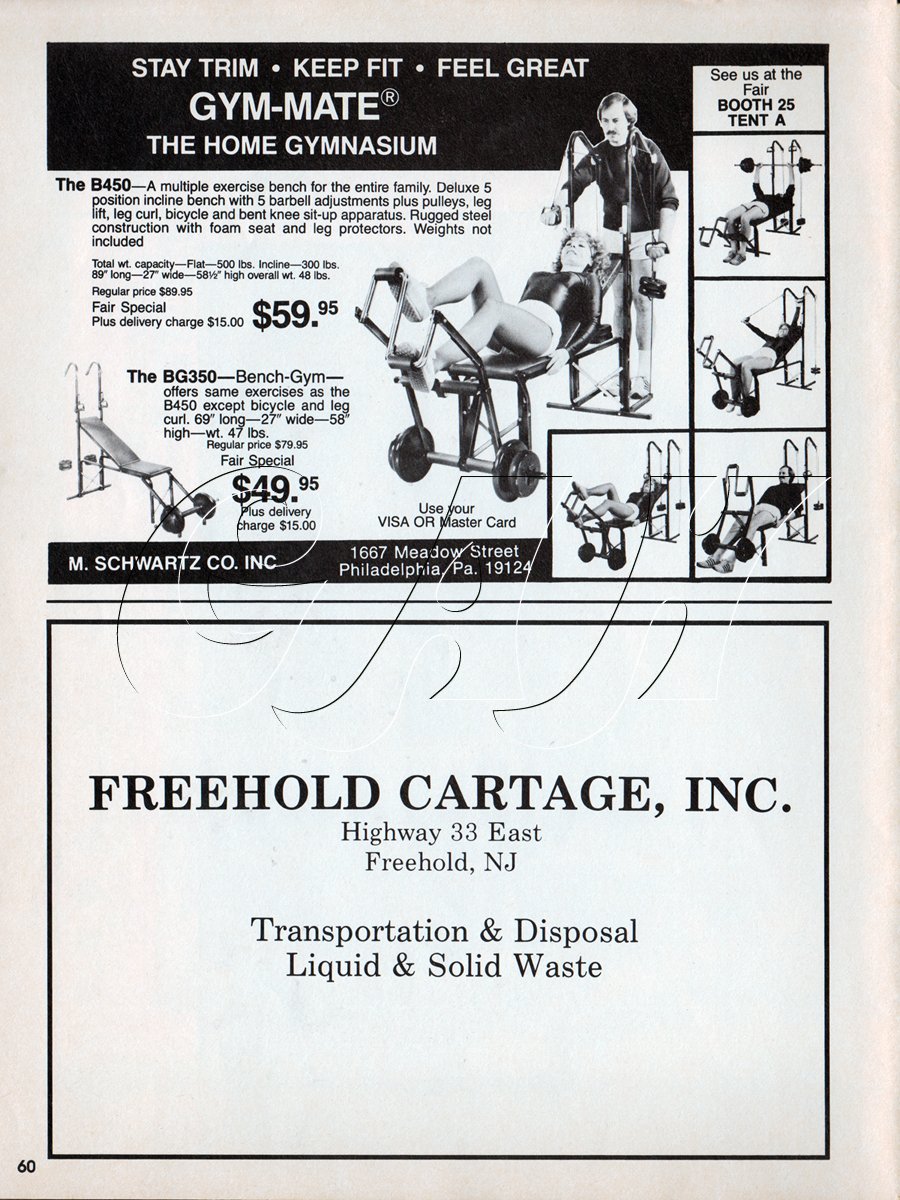 STAY TRIM • KEEP FIT • FEEL GREAT
GYM-MATE®
THE HOME GYMNASIUM
See us at the
Fair
BOOTH 25
TENT A
The B450—A multiple exercise bench for the entire family. Deluxe 5
position incline bench with 5 barbell adjustments plus pulleys, leg
lift, leg curl, bicycle and bent knee sit-up apparatus. Rugged steel
construction with foam seat and leg protectors. Weights not
included
Total wt. capacity—Flat—500 lbs. Incline—300 lbs.
89″ long—27″ wide—58½″ high overall wt. 48 lbs.
Regular price $89.95
Fair Special
Plus delivery charge $15.00 $59.95
The BG350—Bench-Gym—
offers same exercises as the
B450 except bicycle and leg
curl. 69″ long—27″ wide—58″
high—wt. 47 lbs.
Regular price $79.95
Fair Special
$49.95
Plus delivery
charge $15.00
Use your
VISA OR Master Card
M. SCHWARTZ CO. INC
1667 Meadow Street
Philadelphia, Pa. 19124
FREEHOLD CARTAGE, INC.
Highway 33 East
Freehold, NJ
Transportation & Disposal
Liquid & Solid Waste
60